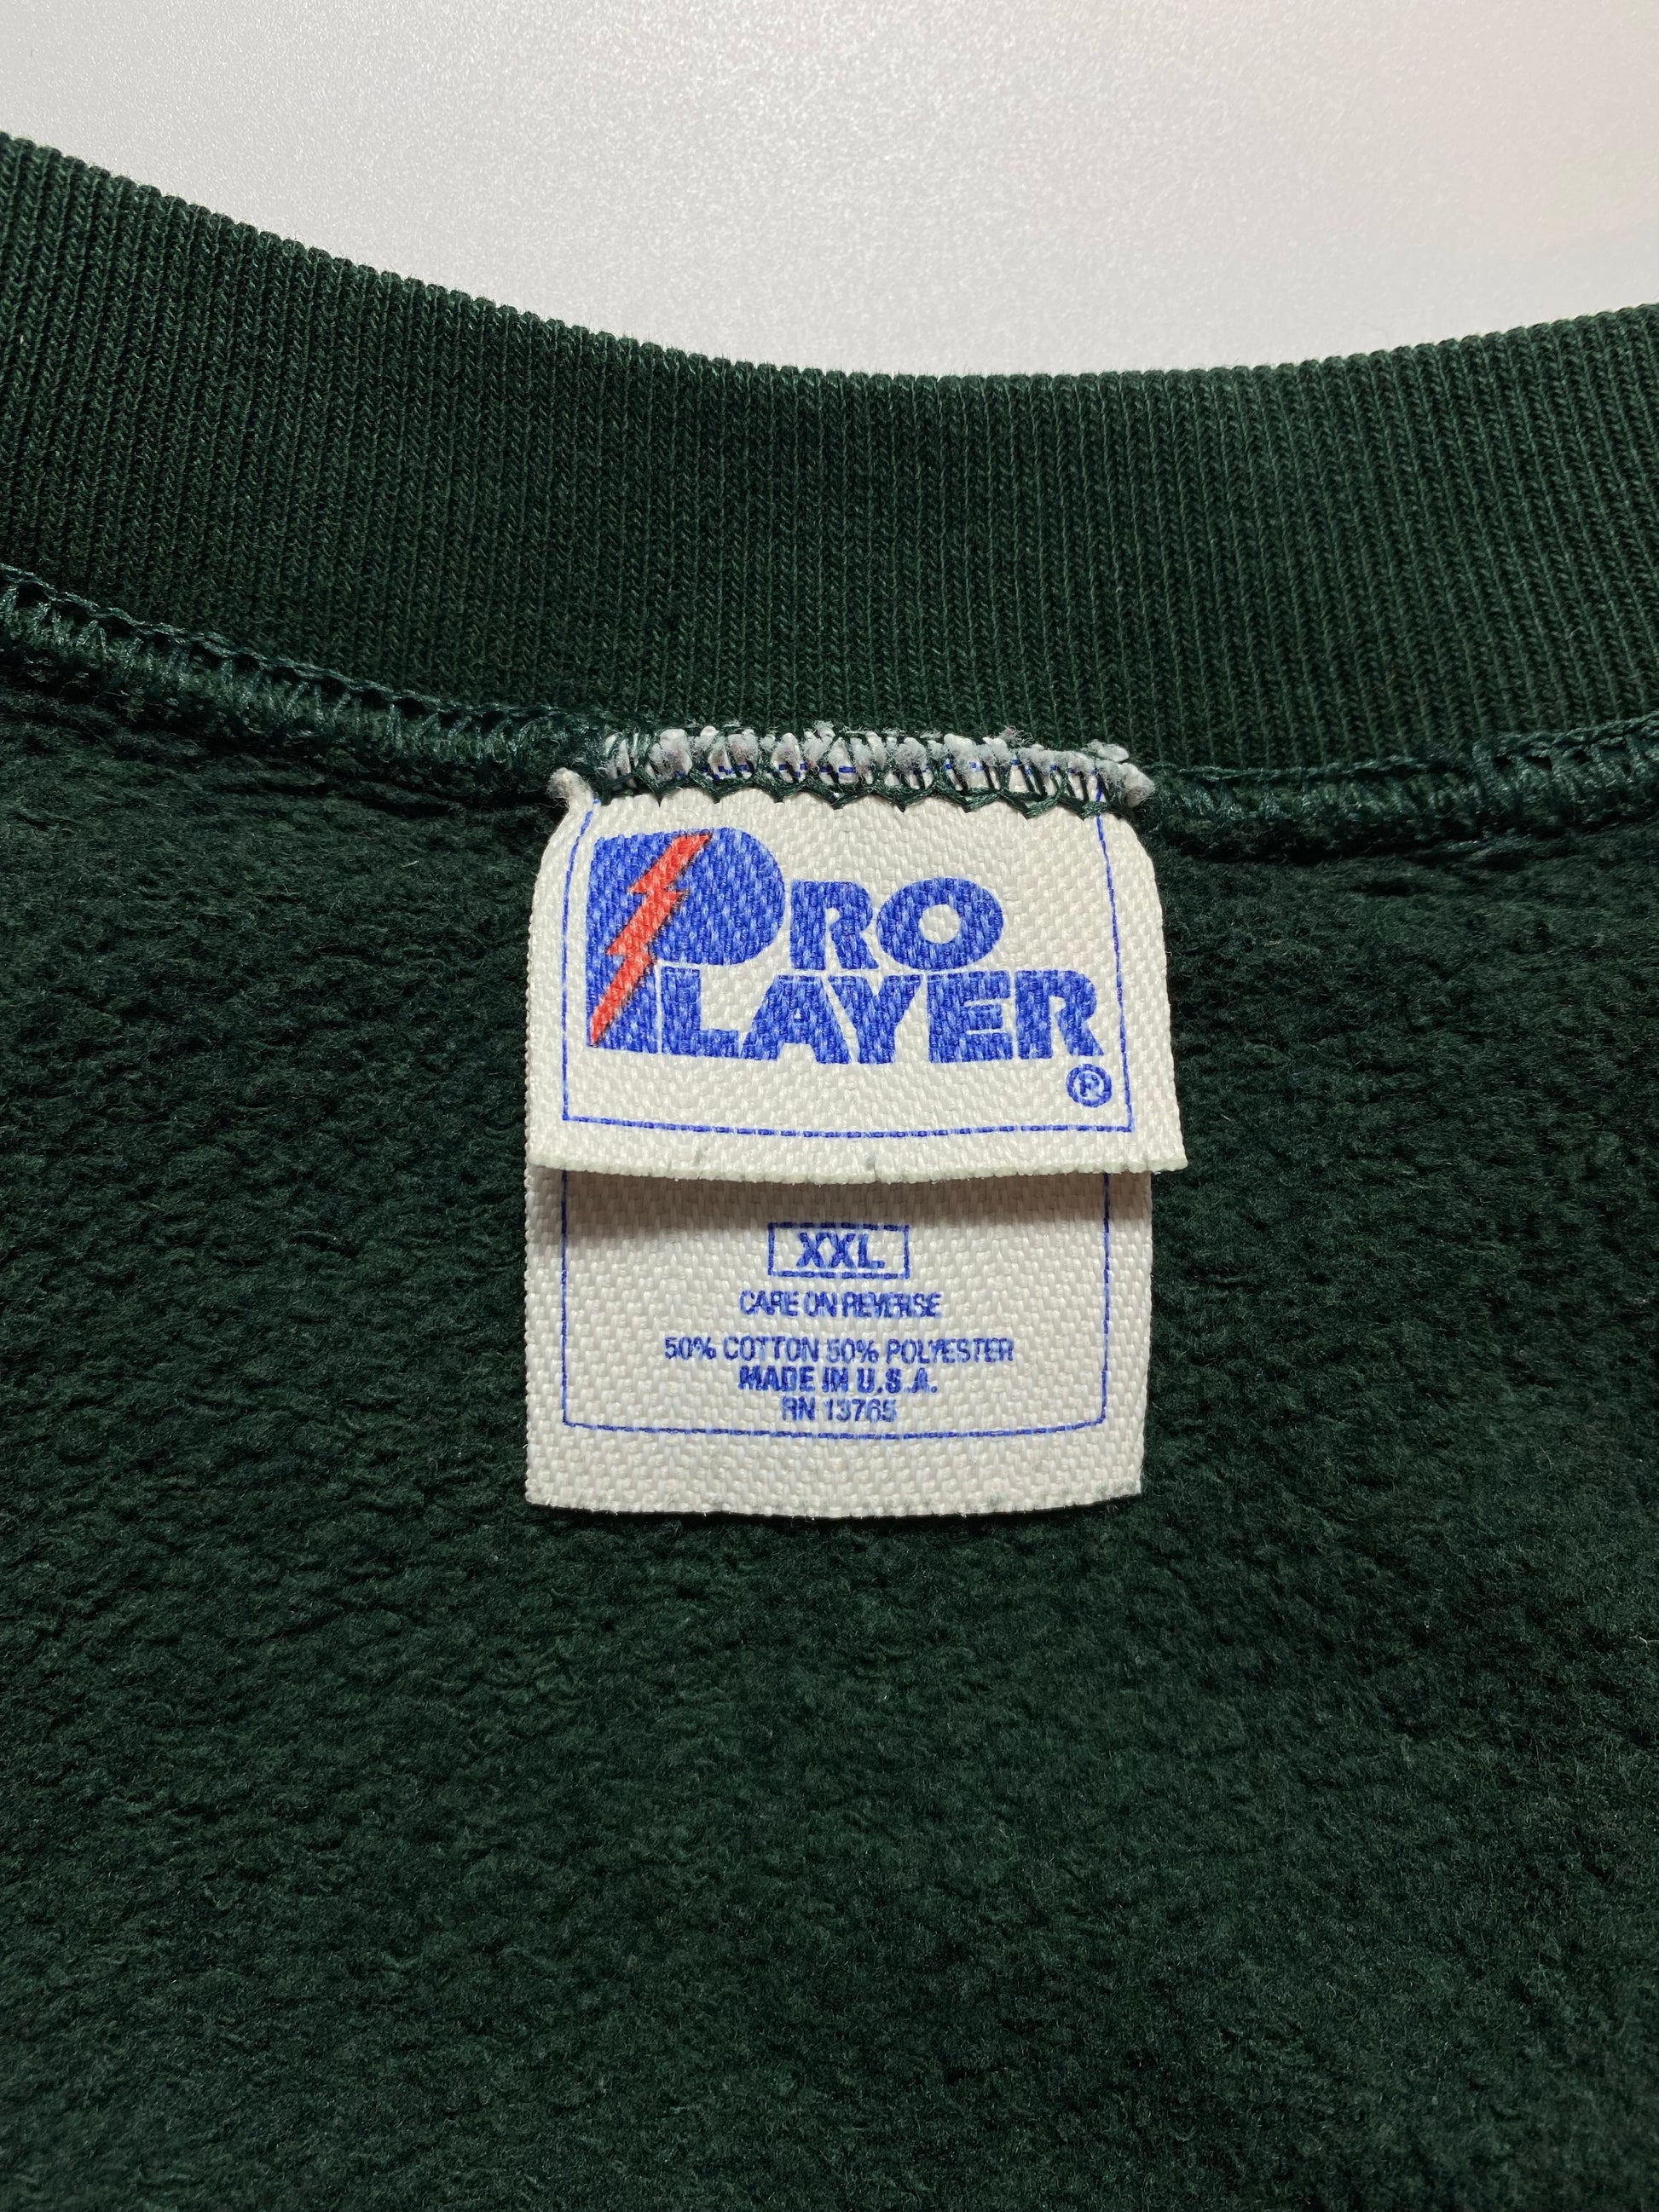 PRO
PLAYER
®
XXL
CARE ON REVERSE
50% COTTON 50% POLYESTER
MADE IN U.S.A.
RN 13765